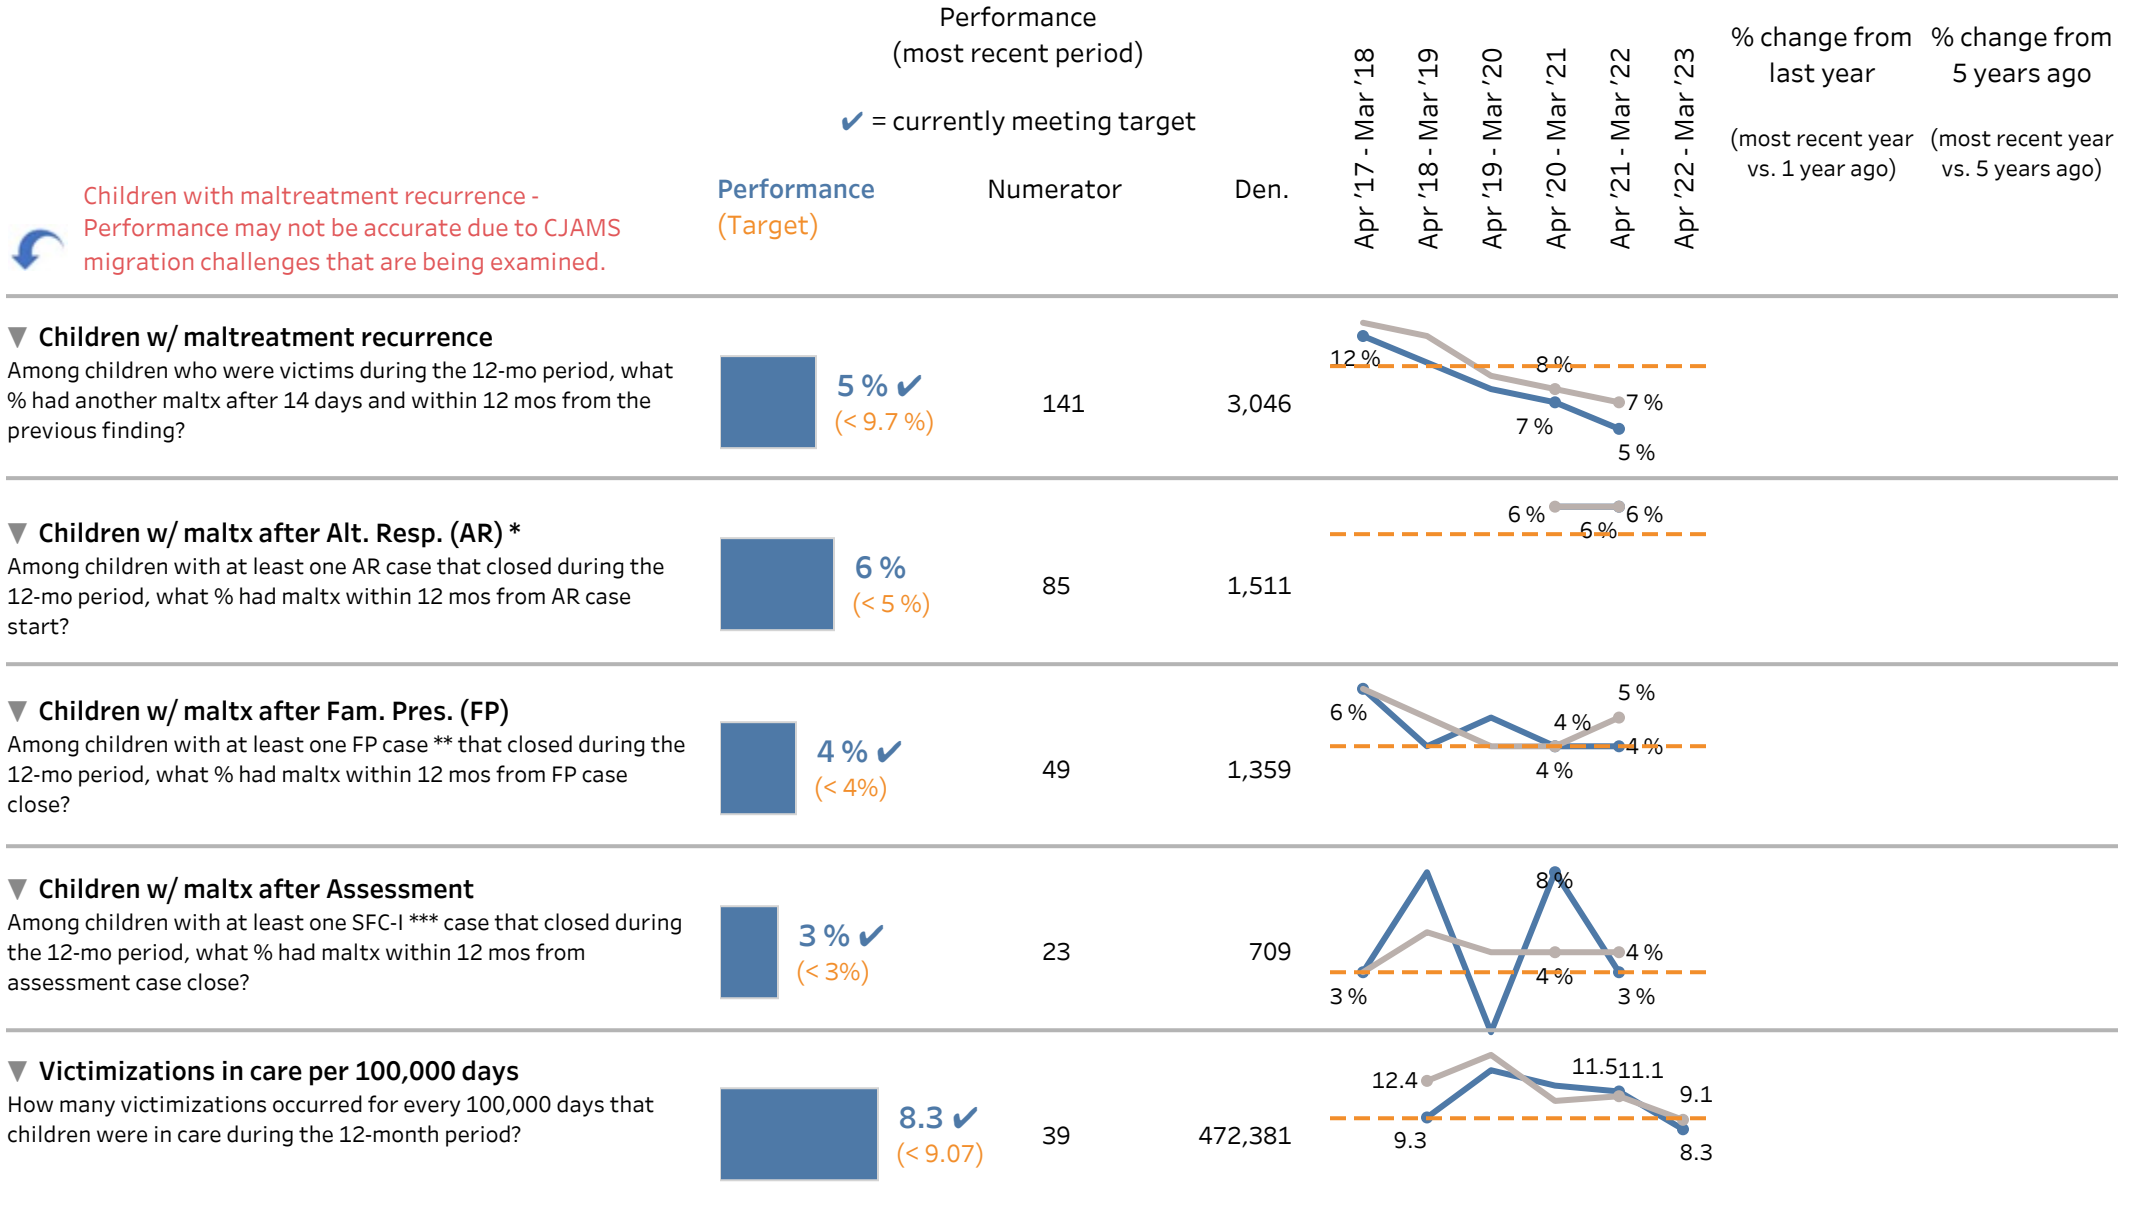 Performance
(most recent period)
✔ = currently meeting target
Performance
(Target)
Numerator
Den.
Apr '17 - Mar '18
Apr '18 - Mar '19
Apr '19 - Mar '20
Apr '20 - Mar '21
Apr '21 - Mar '22
Apr '22 - Mar '23
% change from
last year
(most recent year
vs. 1 year ago)
% change from
5 years ago
(most recent year
vs. 5 years ago)
Children with maltreatment recurrence -
Performance may not be accurate due to CJAMS
migration challenges that are being examined.
▼ Children w/ maltreatment recurrence
Among children who were victims during the 12-mo period, what
% had another maltx after 14 days and within 12 mos from the
previous finding?
5 % ✔
(< 9.7 %)
141
3,046
12 %
8 %
7 %
7 %
5 %
▼ Children w/ maltx after Alt. Resp. (AR) *
Among children with at least one AR case that closed during the
12-mo period, what % had maltx within 12 mos from AR case
start?
6 %
(< 5 %)
85
1,511
6 %
6 %
6 %
▼ Children w/ maltx after Fam. Pres. (FP)
Among children with at least one FP case ** that closed during the
12-mo period, what % had maltx within 12 mos from FP case
close?
4 % ✔
(< 4%)
49
1,359
6 %
4 %
5 %
4 %
4 %
▼ Children w/ maltx after Assessment
Among children with at least one SFC-I *** case that closed during
the 12-mo period, what % had maltx within 12 mos from
assessment case close?
3 % ✔
(< 3%)
23
709
3 %
8 %
4 %
4 %
3 %
▼ Victimizations in care per 100,000 days
How many victimizations occurred for every 100,000 days that
children were in care during the 12-month period?
8.3 ✔
(< 9.07)
39
472,381
12.4
9.3
11.5
11.1
9.1
8.3